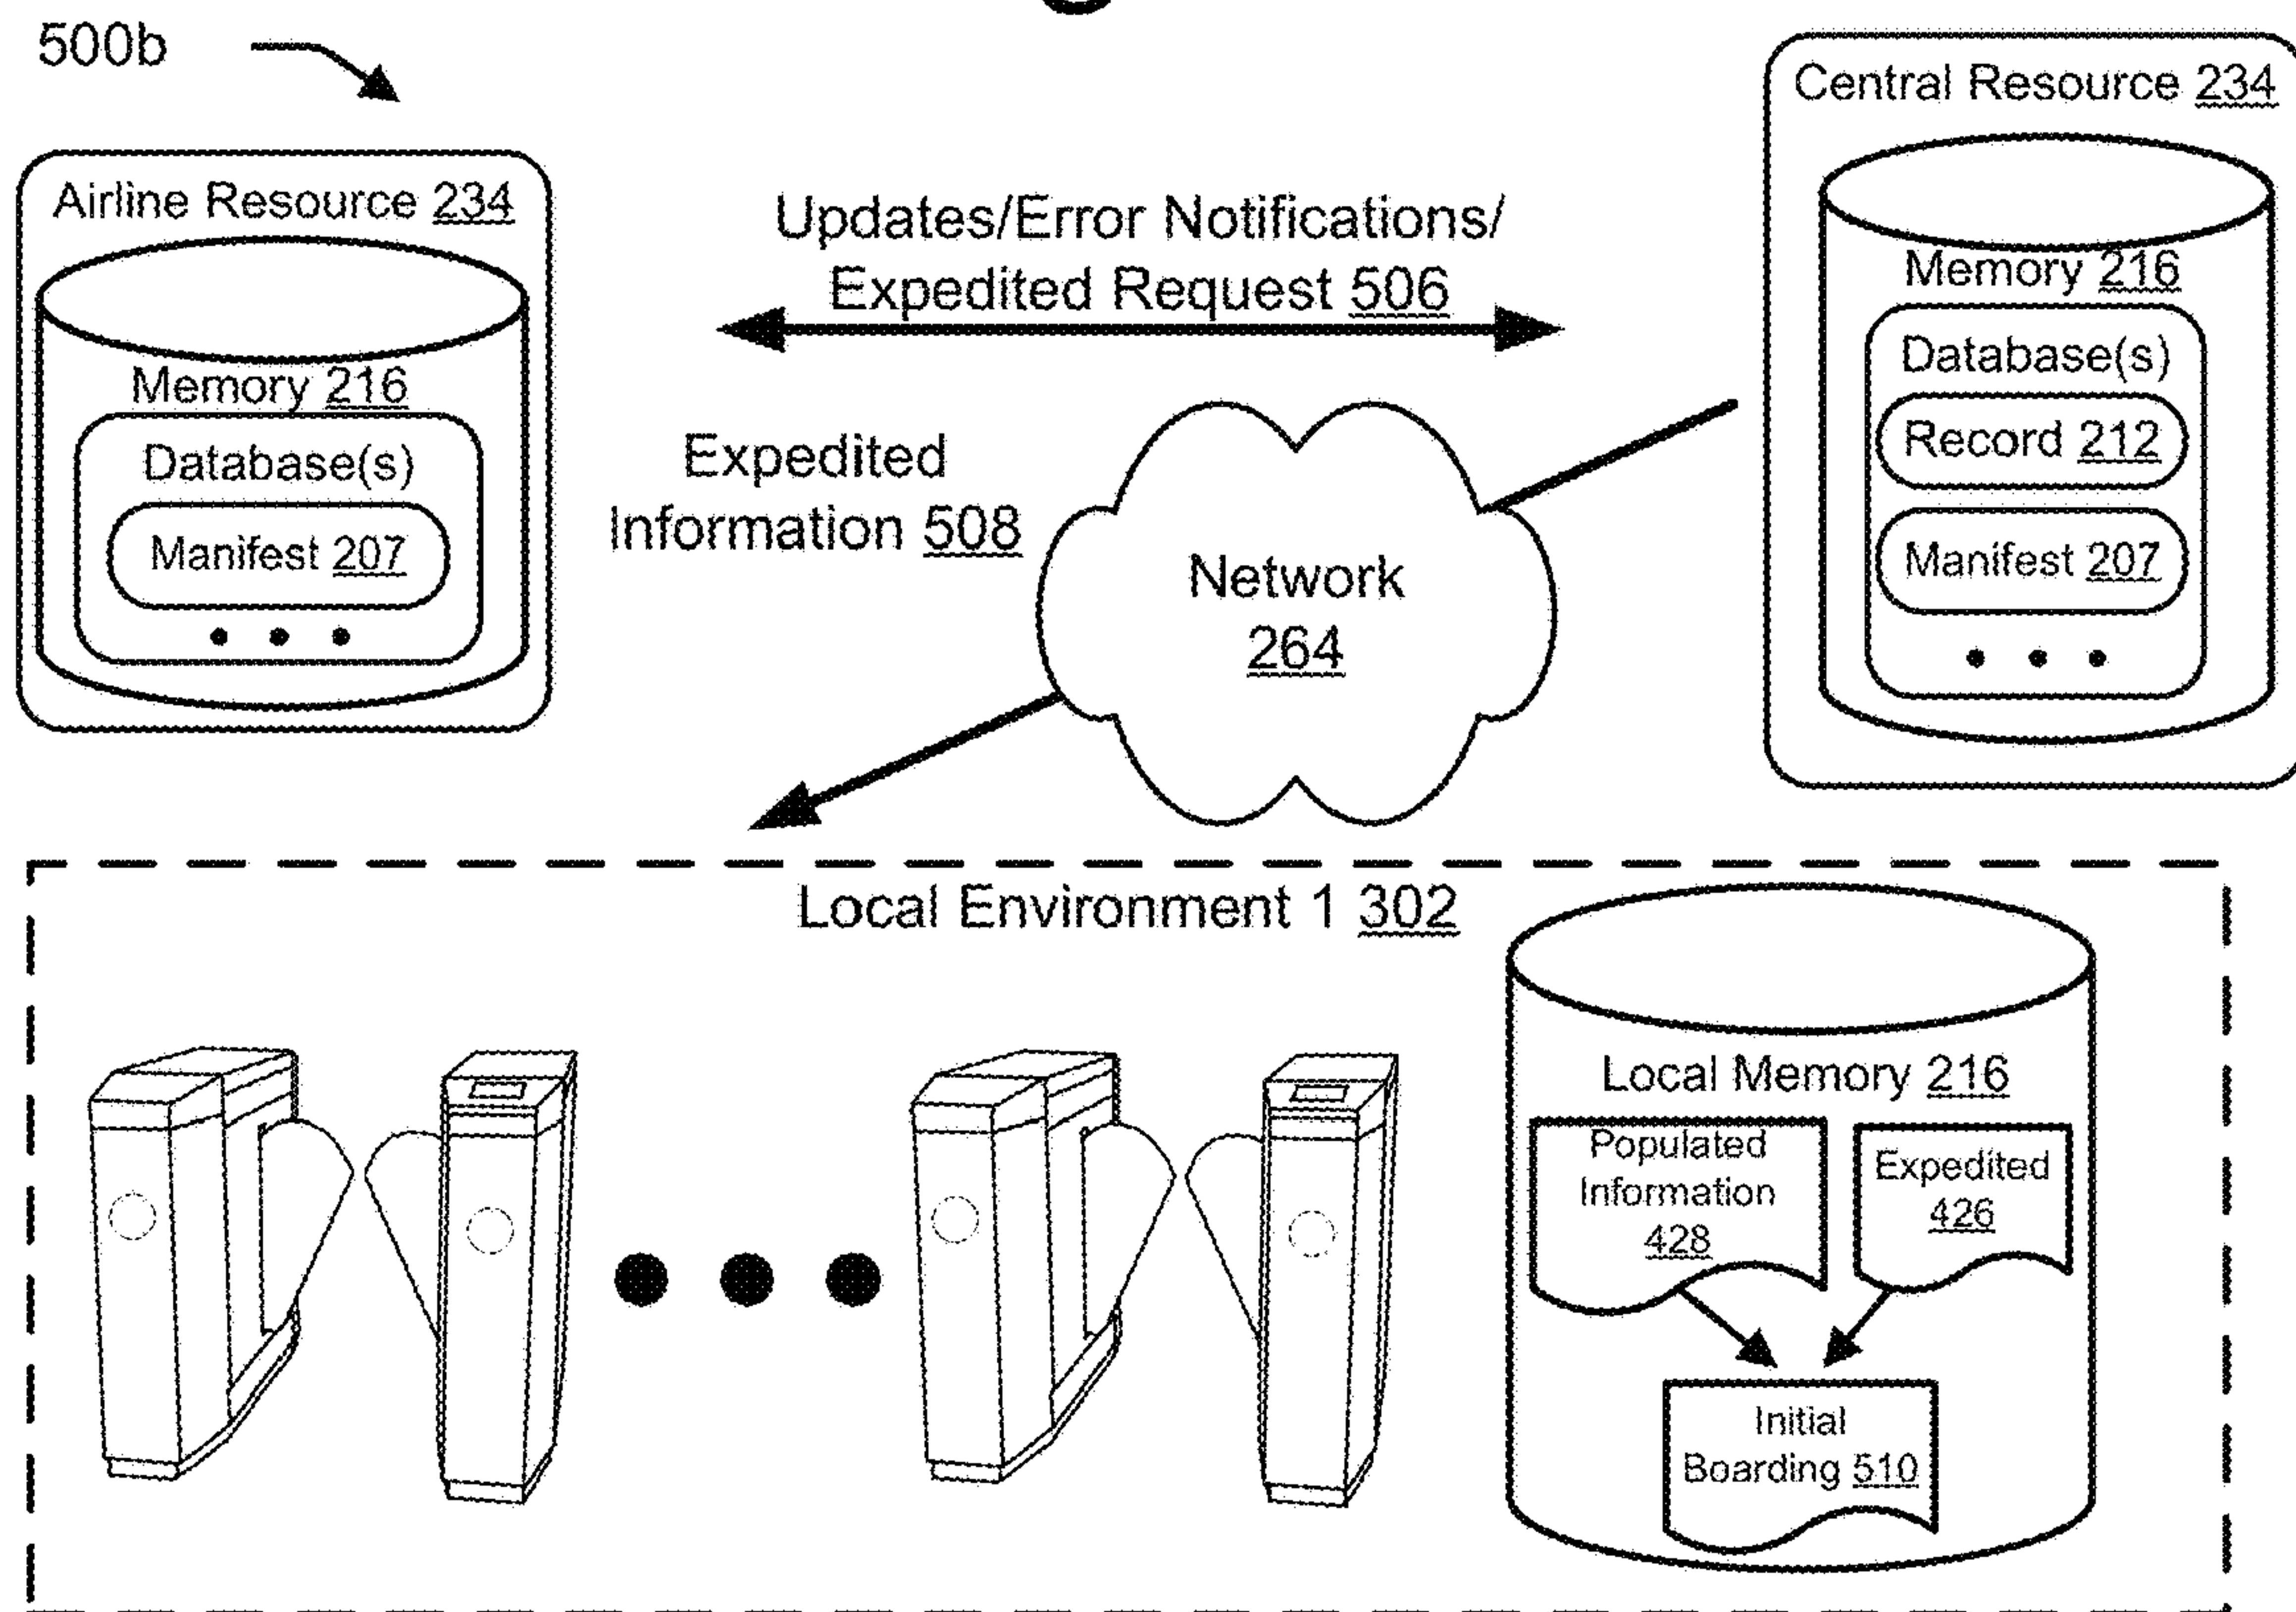 500b
Airline Resource 234
Memory 216
Database(s)
Manifest 207
Updates/Error Notifications/
Expedited Request 506
Expedited
Information 508
Network
264
Central Resource 234
Memory 216
Database(s)
Record 212
Manifest 207
Local Environment 1 302
Local Memory 216
Populated
Information
428
Expedited
426
Initial
Boarding 510